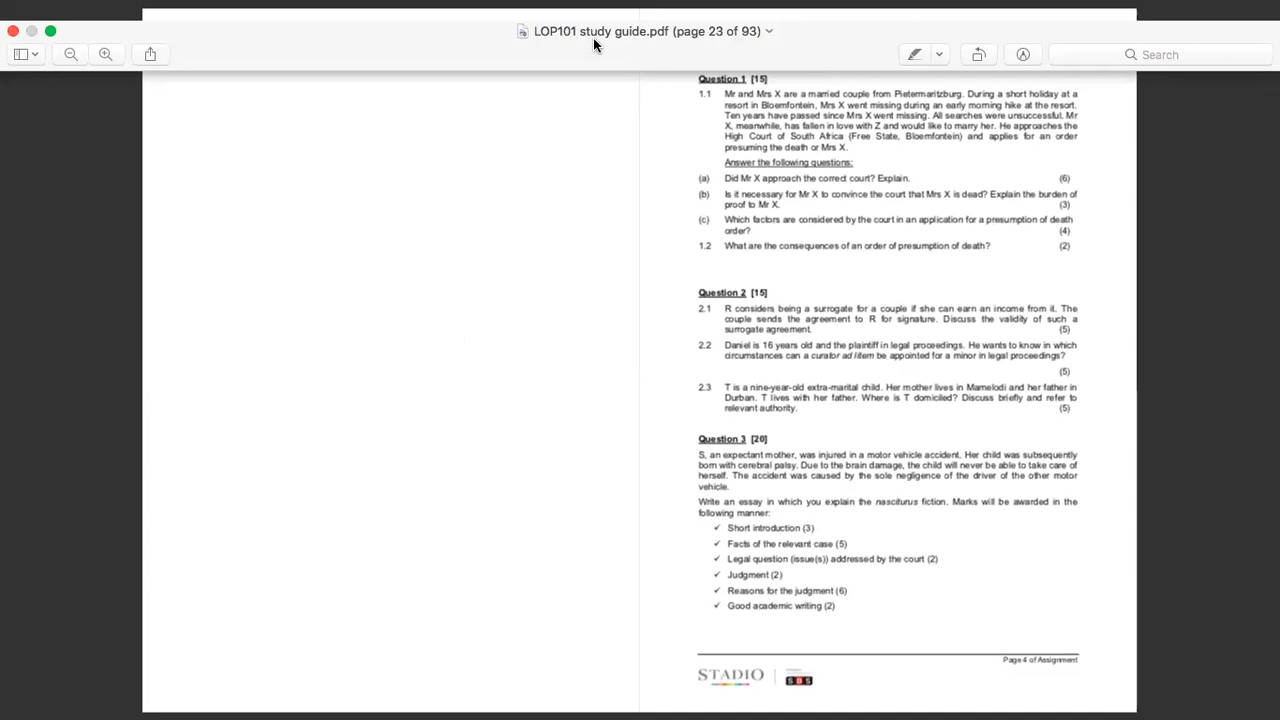 LOP101 study guide.pdf (page 23 of 93)
Search
Question 1 [15]
1.1 Mr and Mrs X are a married couple from Pietermaritzburg. During a short holiday at a
resort in Bloemfontein, Mrs X went missing during an early morning hike at the resort.
Ten years have passed since Mrs X went missing. All searches were unsuccessful. Mr
X, meanwhile, has fallen in love with Z and would like to marry her. He approaches the
High Court of South Africa (Free State, Bloemfontein) and applies for an order
presuming the death or Mrs X.
Answer the following questions:
(a) Did Mr X approach the correct court? Explain. (6)
(b) Is it necessary for Mr X to convince the court that Mrs X is dead? Explain the burden of
proof to Mr X. (3)
(c) Which factors are considered by the court in an application for a presumption of death
order? (4)
1.2 What are the consequences of an order of presumption of death? (2)
Question 2 [15]
2.1 R considers being a surrogate for a couple if she can earn an income from it. The
couple sends the agreement to R for signature. Discuss the validity of such a
surrogate agreement. (5)
2.2 Daniel is 16 years old and the plaintiff in legal proceedings. He wants to know in which
circumstances can a curator ad litem be appointed for a minor in legal proceedings?
(5)
2.3 T is a nine-year-old extra-marital child. Her mother lives in Mamelodi and her father in
Durban. T lives with her father. Where is T domiciled? Discuss briefly and refer to
relevant authority. (5)
Question 3 [20]
S, an expectant mother, was injured in a motor vehicle accident. Her child was subsequently
born with cerebral palsy. Due to the brain damage, the child will never be able to take care of
herself. The accident was caused by the sole negligence of the driver of the other motor
vehicle.
Write an essay in which you explain the nasciturus fiction. Marks will be awarded in the
following manner:
✓ Short introduction (3)
✓ Facts of the relevant case (5)
✓ Legal question (issue(s)) addressed by the court (2)
✓ Judgment (2)
✓ Reasons for the judgment (6)
✓ Good academic writing (2)
Page 4 of Assignment
STADIO
SBS